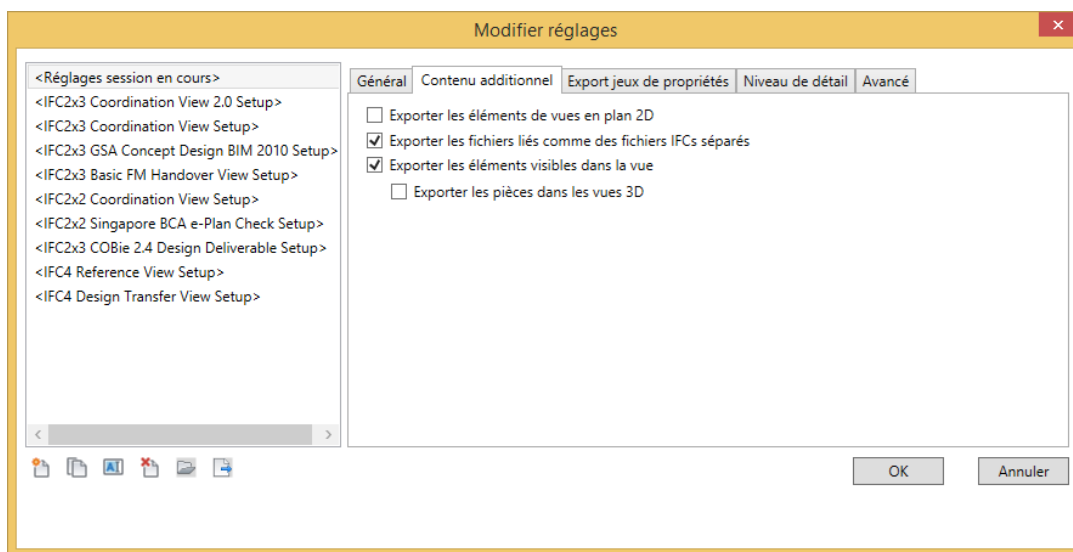 Modifier réglages
<Réglages session en cours>
<IFC2x3 Coordination View 2.0 Setup>
<IFC2x3 Coordination View Setup>
<IFC2x3 GSA Concept Design BIM 2010 Setup>
<IFC2x3 Basic FM Handover View Setup>
<IFC2x2 Coordination View Setup>
<IFC2x2 Singapore BCA e-Plan Check Setup>
<IFC2x3 COBie 2.4 Design Deliverable Setup>
<IFC4 Reference View Setup>
<IFC4 Design Transfer View Setup>
Général Contenu additionnel Export jeux de propriétés Niveau de détail Avancé
Exporter les éléments de vues en plan 2D
Exporter les fichiers liés comme des fichiers IFCs séparés
Exporter les éléments visibles dans la vue
Exporter les pièces dans les vues 3D
OK Annuler